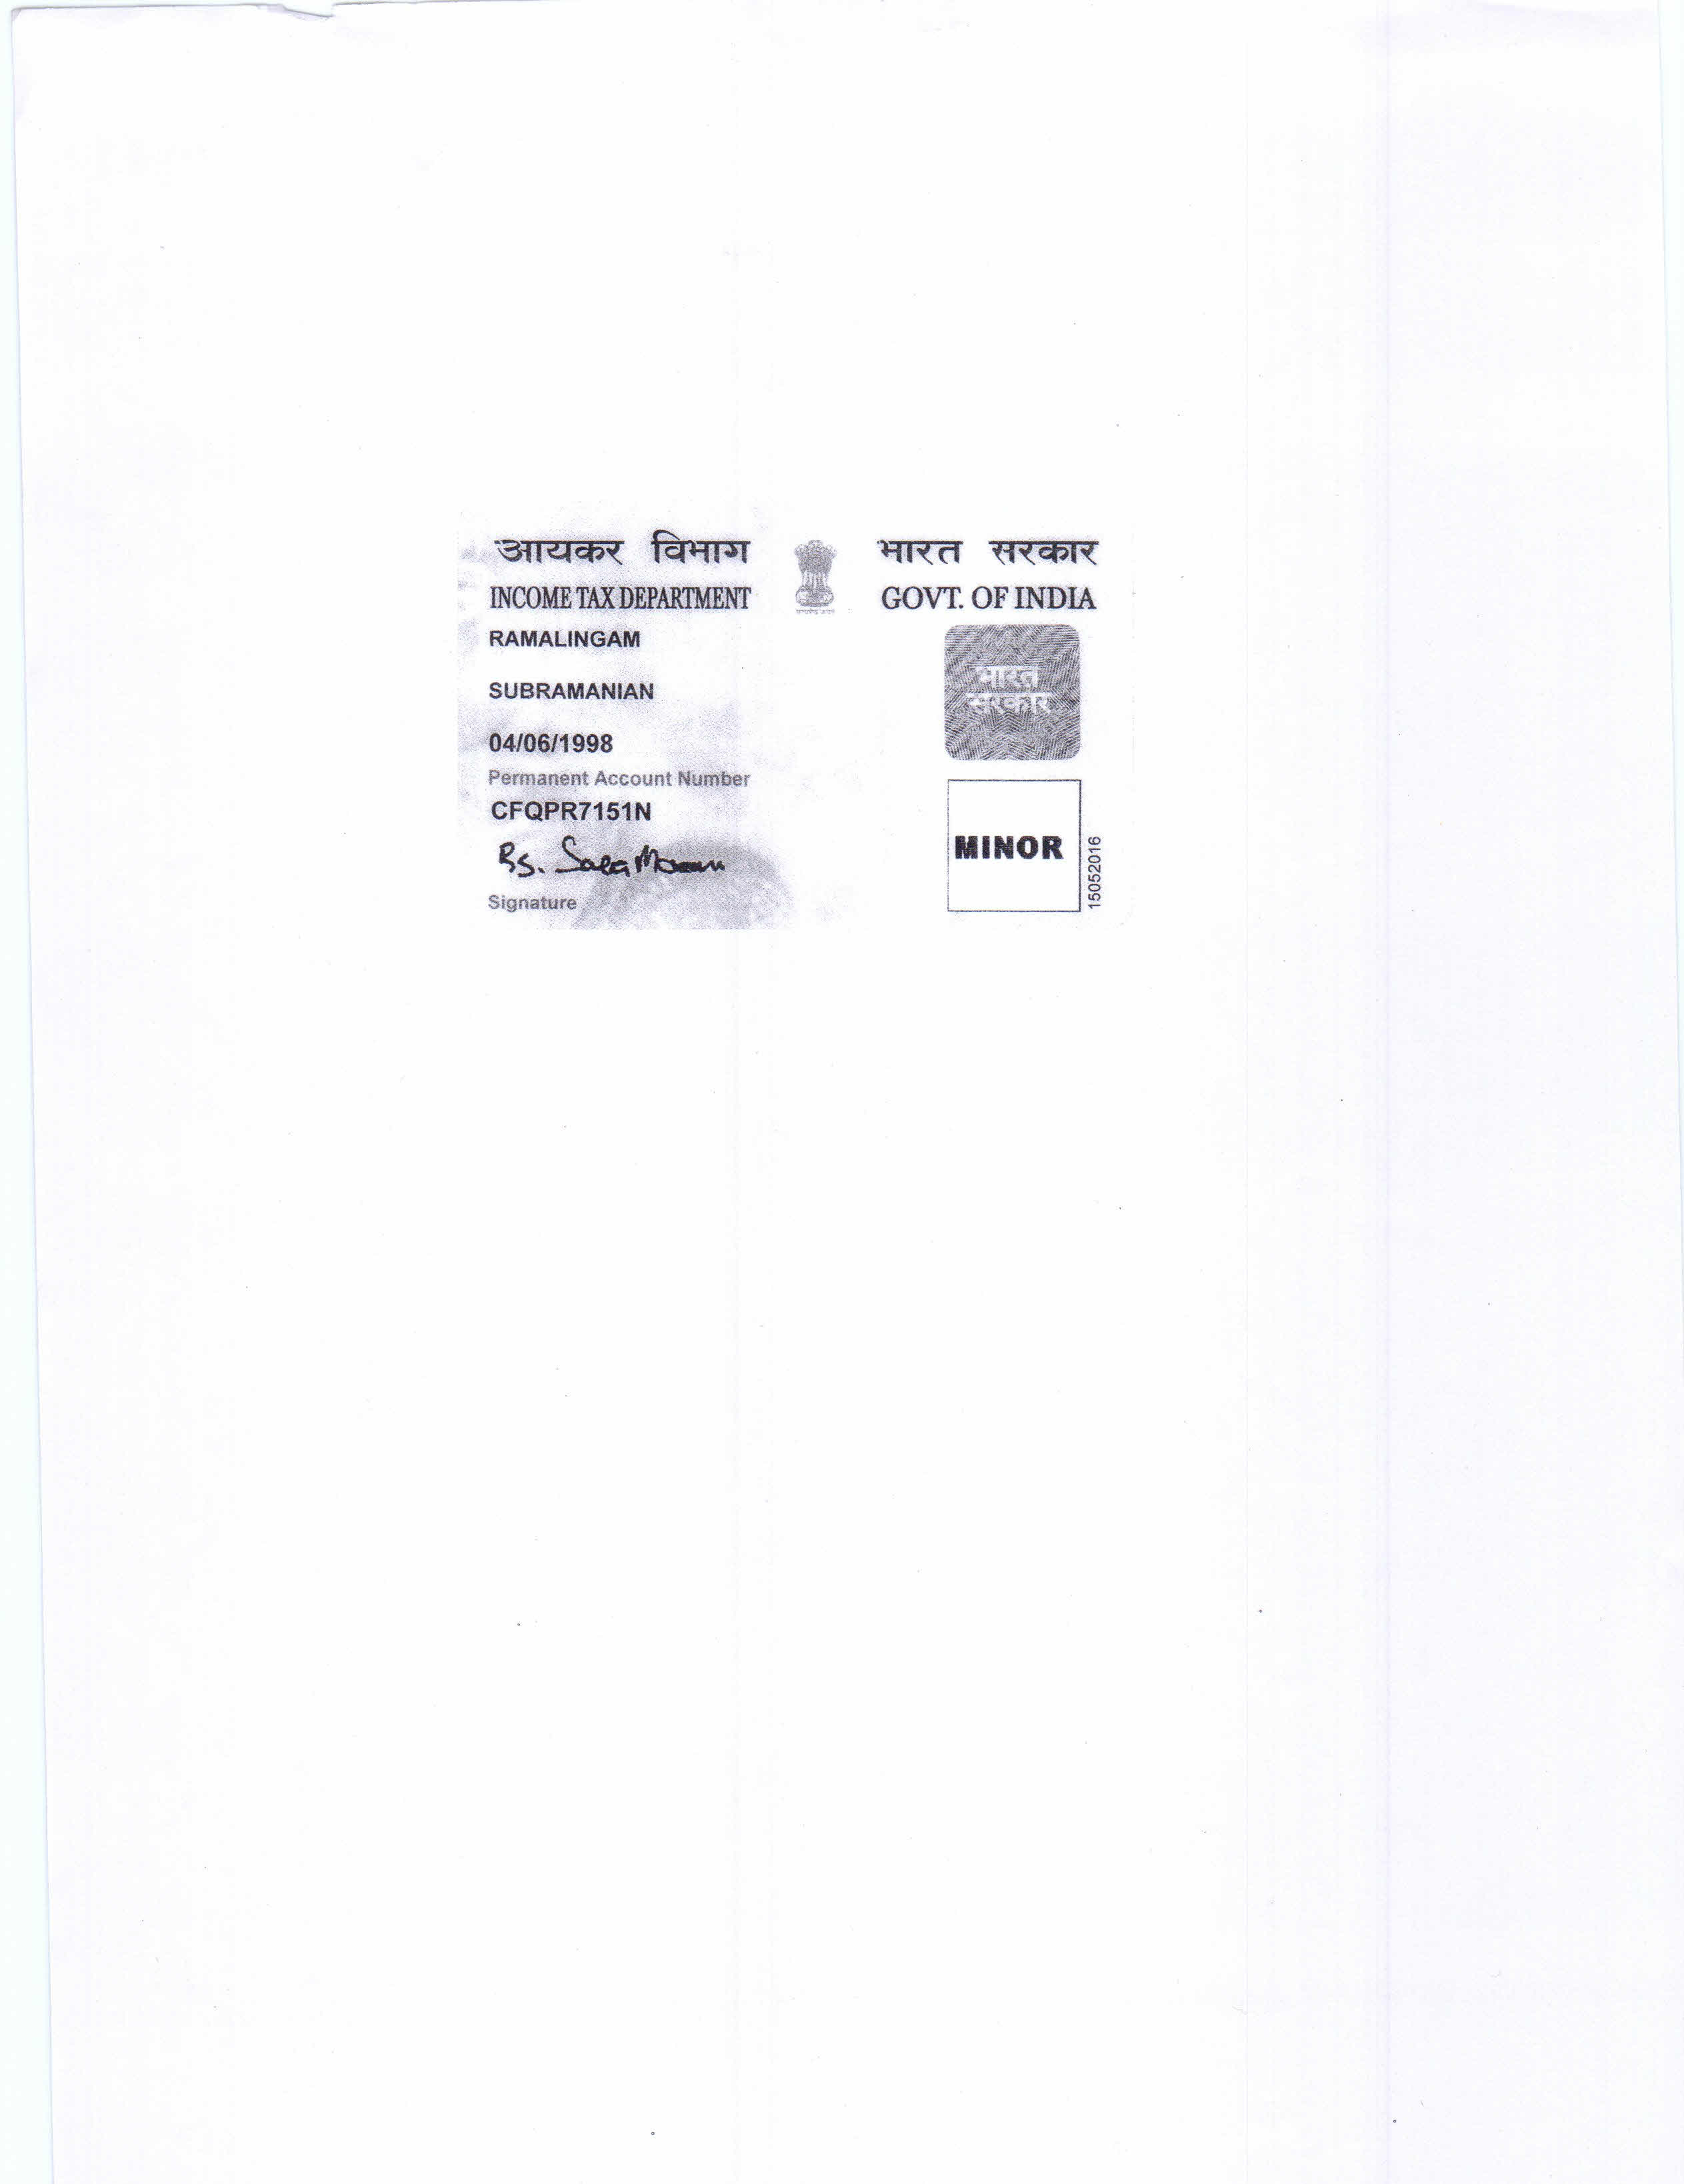 आयकर विभाग
INCOME TAX DEPARTMENT
भारत सरकार
GOVT. OF INDIA
RAMALINGAM
SUBRAMANIAN
04/06/1998
Permanent Account Number
CFQPR7151N
Signature
भारत
सरकार
MINOR
15052016